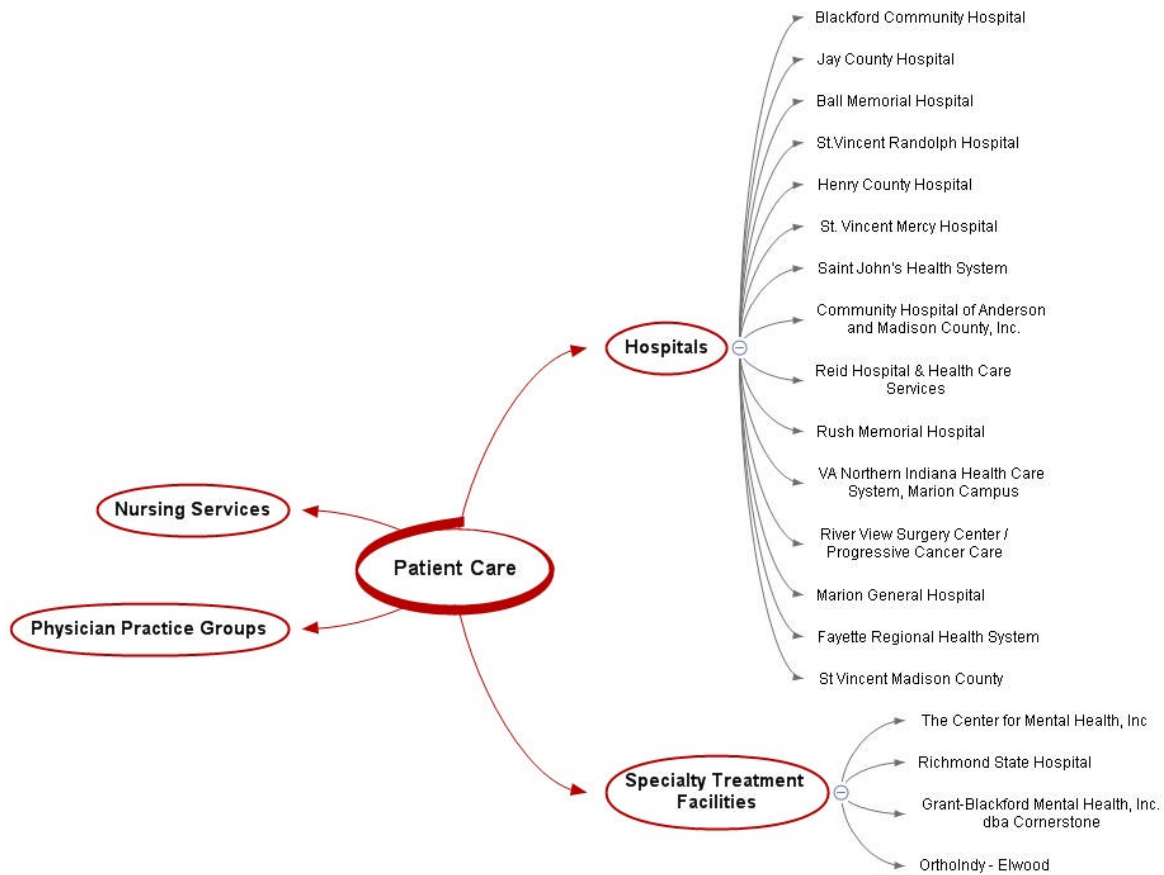 Blackford Community Hospital
Jay County Hospital
Ball Memorial Hospital
St.Vincent Randolph Hospital
Henry County Hospital
St. Vincent Mercy Hospital
Saint John's Health System
Community Hospital of Anderson
and Madison County, Inc.
Hospitals
Reid Hospital & Health Care
Services
Rush Memorial Hospital
VA Northern Indiana Health Care
System, Marion Campus
River View Surgery Center /
Progressive Cancer Care
Marion General Hospital
Fayette Regional Health System
St Vincent Madison County
Nursing Services
Patient Care
Physician Practice Groups
Specialty Treatment
Facilities
The Center for Mental Health, Inc
Richmond State Hospital
Grant-Blackford Mental Health, Inc.
dba Cornerstone
OrthoIndy - Elwood